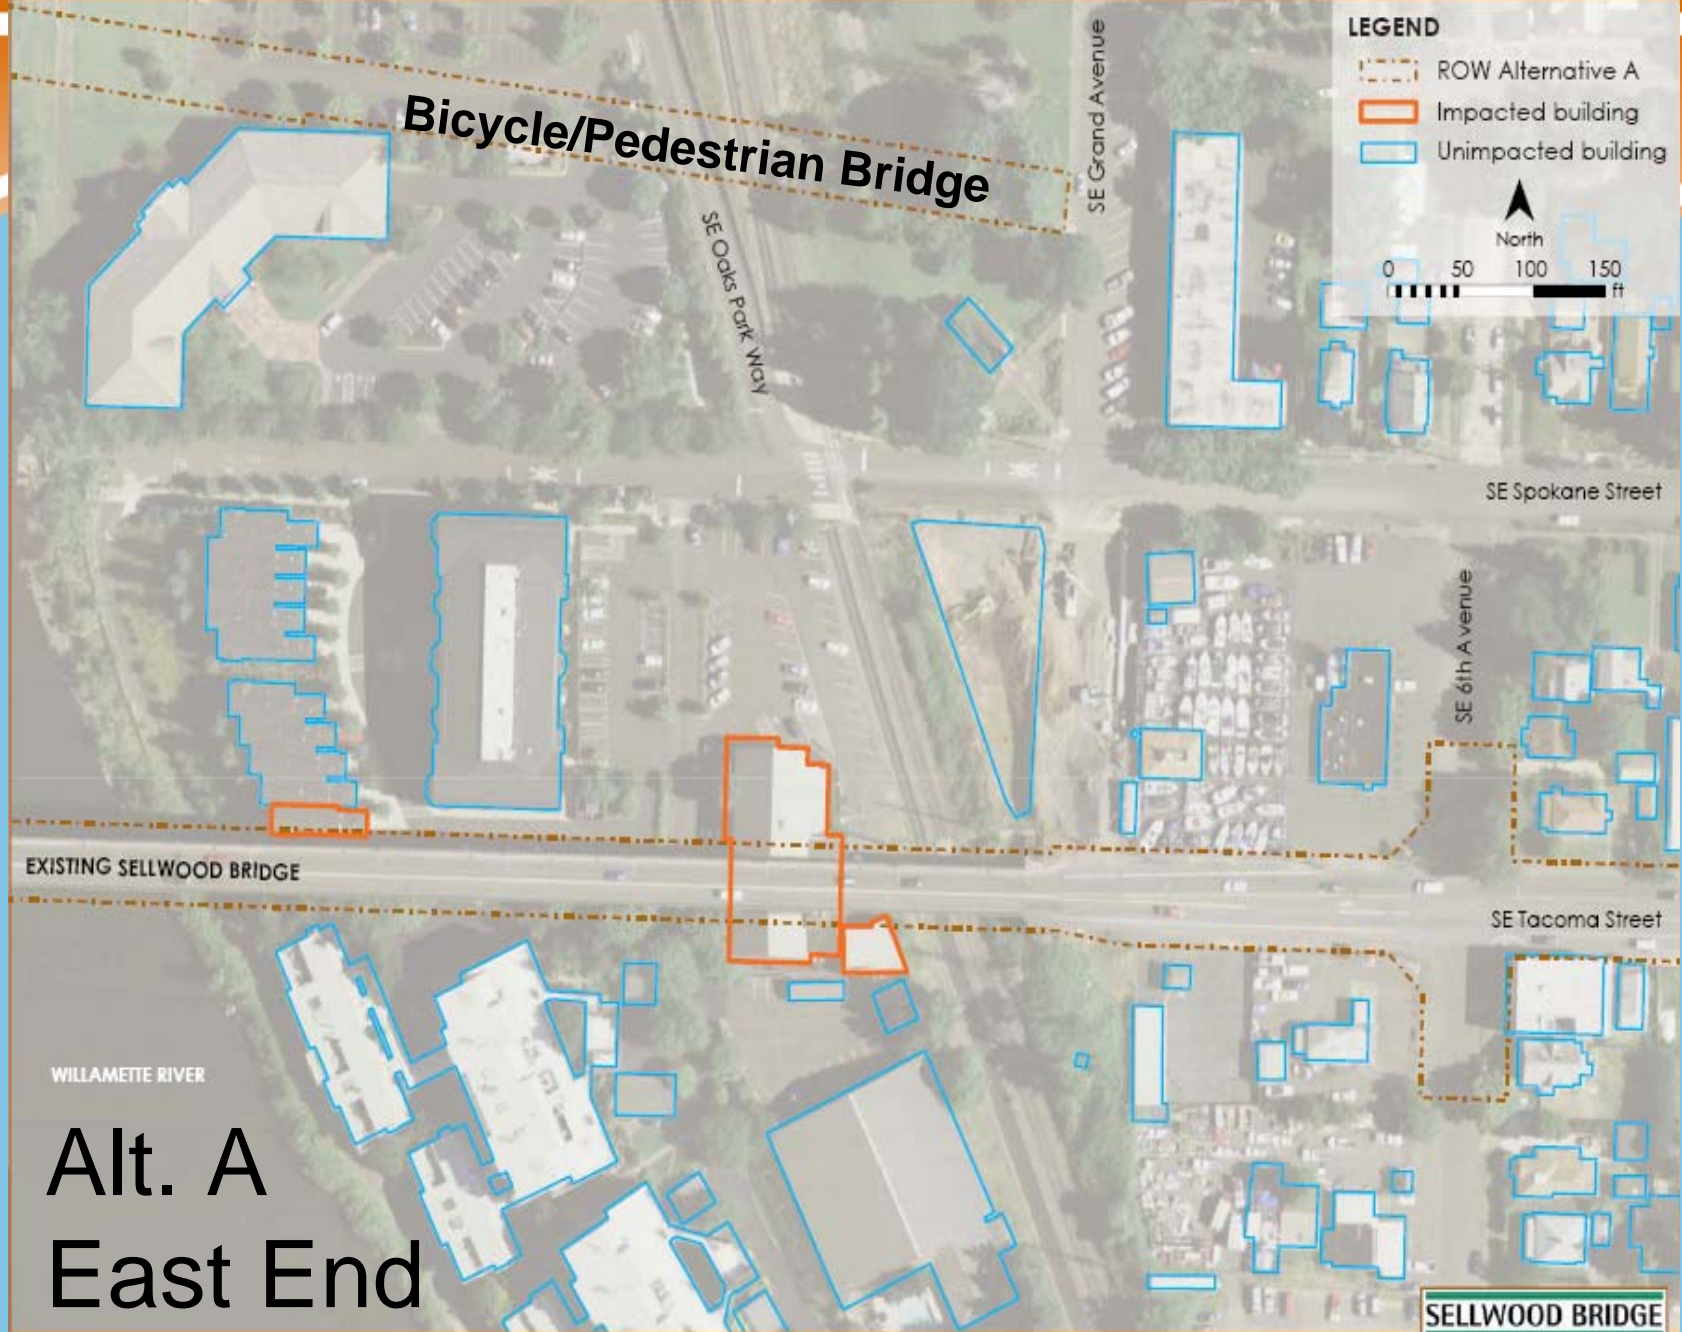 LEGEND
ROW Alternative A
Impacted building
Unimpacted building
North
0 50 100 150
ft
Bicycle/Pedestrian Bridge
SE Grand Avenue
SE Oaks Park Way
SE Spokane Street
SE 6th Avenue
EXISTING SELLWOOD BRIDGE
SE Tacoma Street
WILLAMETTE RIVER
Alt. A
East End
SELLWOOD BRIDGE